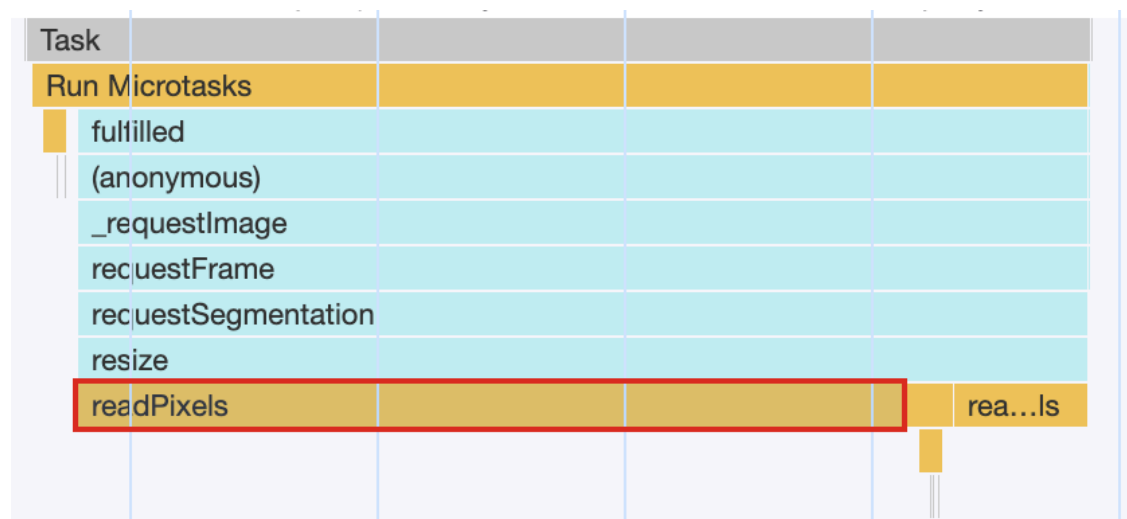 Task
Run Microtasks
fulfilled
(anonymous)
_requestImage
requestFrame
requestSegmentation
resize
readPixels rea...ls